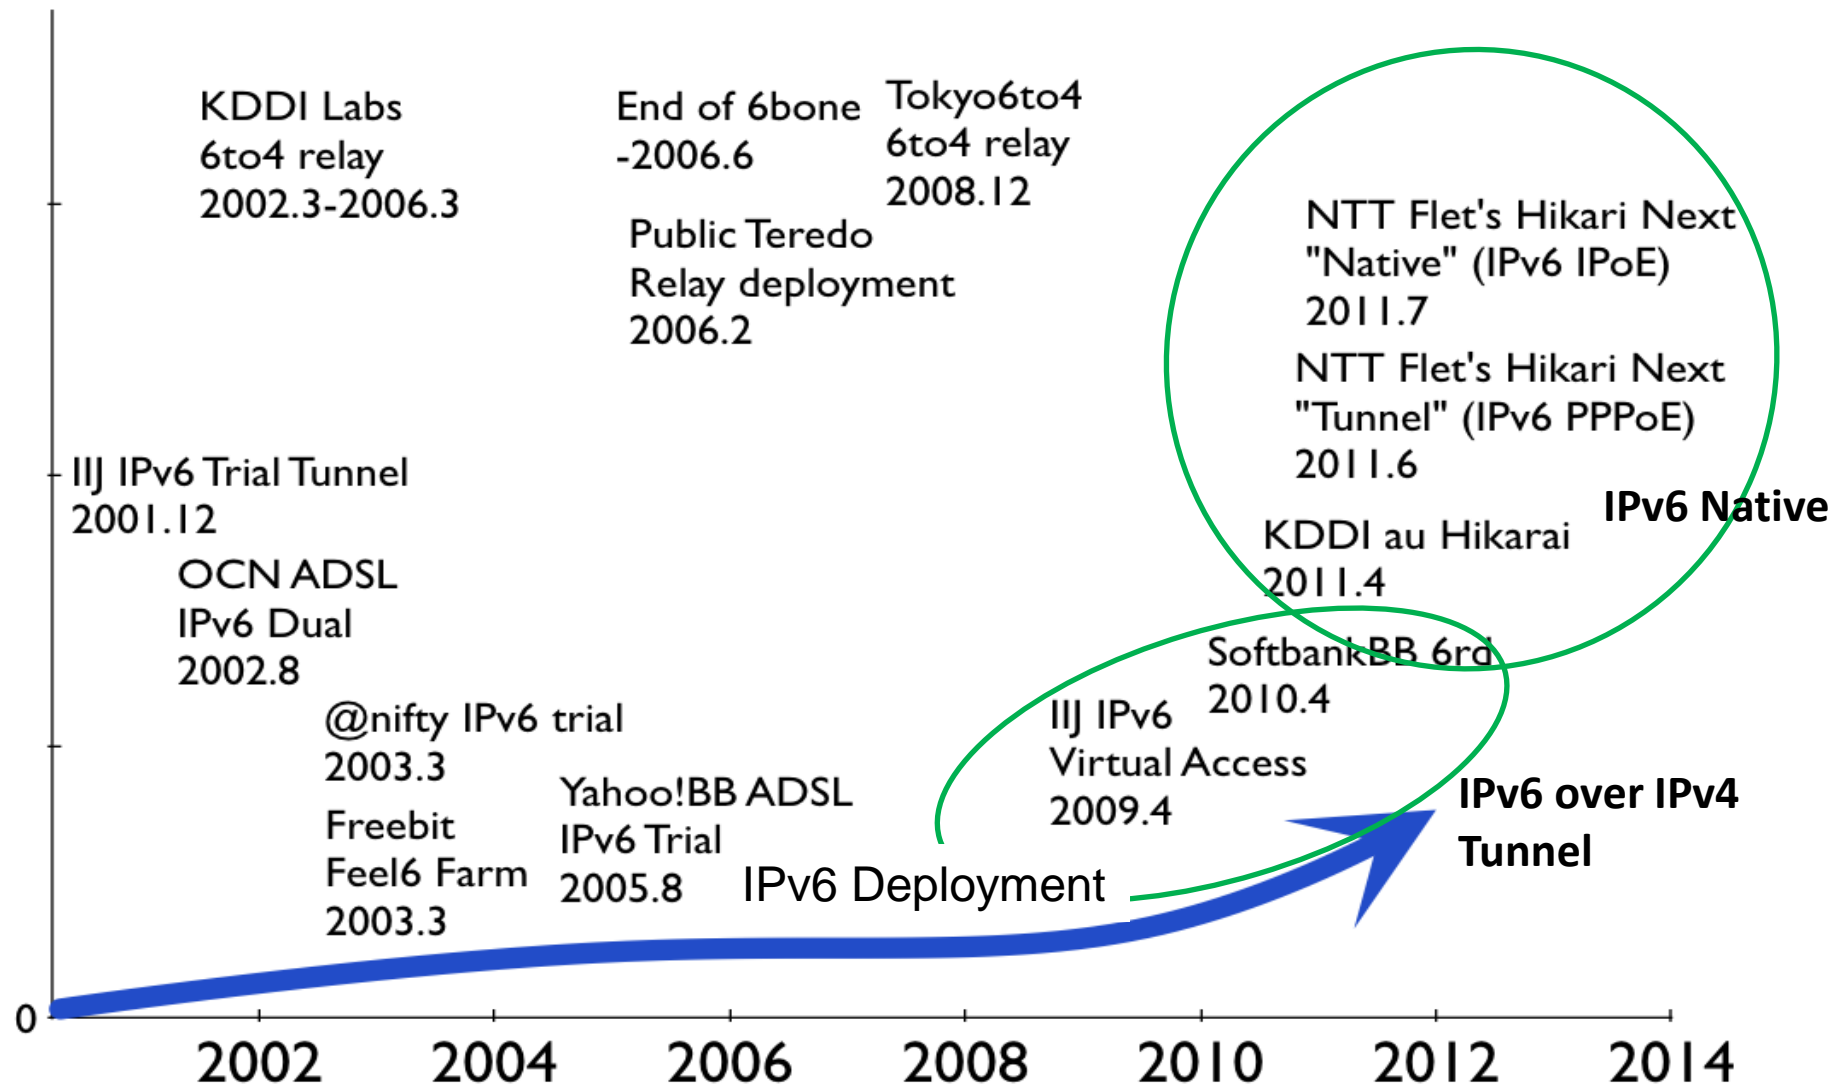 KDDI Labs
6to4 relay
2002.3-2006.3
End of 6bone
-2006.6
Tokyo6to4
6to4 relay
2008.12
Public Teredo
Relay deployment
2006.2
NTT Flet's Hikari Next
"Native" (IPv6 IPoE)
2011.7
NTT Flet's Hikari Next
"Tunnel" (IPv6 PPPoE)
2011.6
IPv6 Native
IIJ IPv6 Trial Tunnel
2001.12
KDDI au Hikarai
2011.4
OCN ADSL
IPv6 Dual
2002.8
SoftbankBB 6rd
2010.4
@nifty IPv6 trial
2003.3
IIJ IPv6
Virtual Access
2009.4
Yahoo!BB ADSL
IPv6 Trial
2005.8
IPv6 over IPv4
Tunnel
Freebit
Feel6 Farm
2003.3
IPv6 Deployment
0
2002 2004 2006 2008 2010 2012 2014